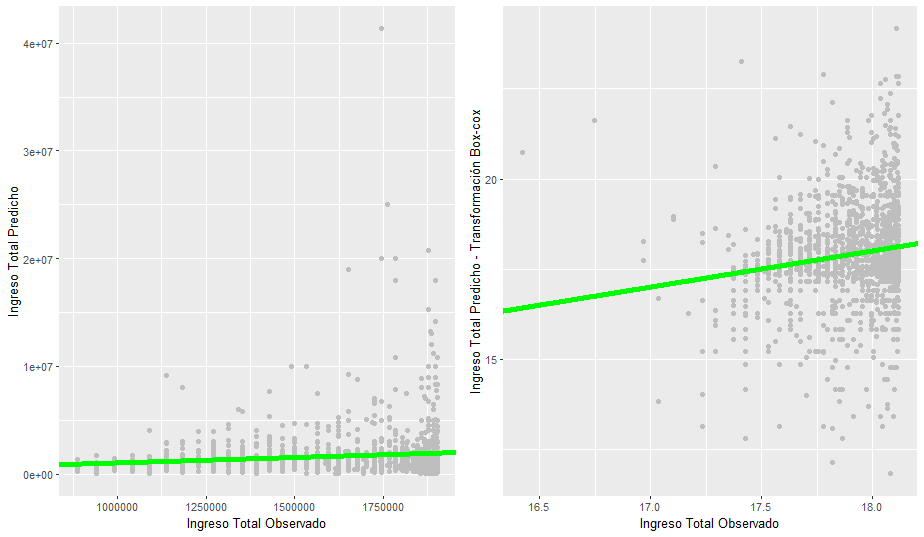 4e+07
3e+07
2e+07
1e+07
0e+00
Ingreso Total Predicho
1000000 1250000 1500000 1750000
Ingreso Total Observado
20
15
Ingreso Total Predicho - Transformación Box-cox
16.5 17.0 17.5 18.0
Ingreso Total Observado